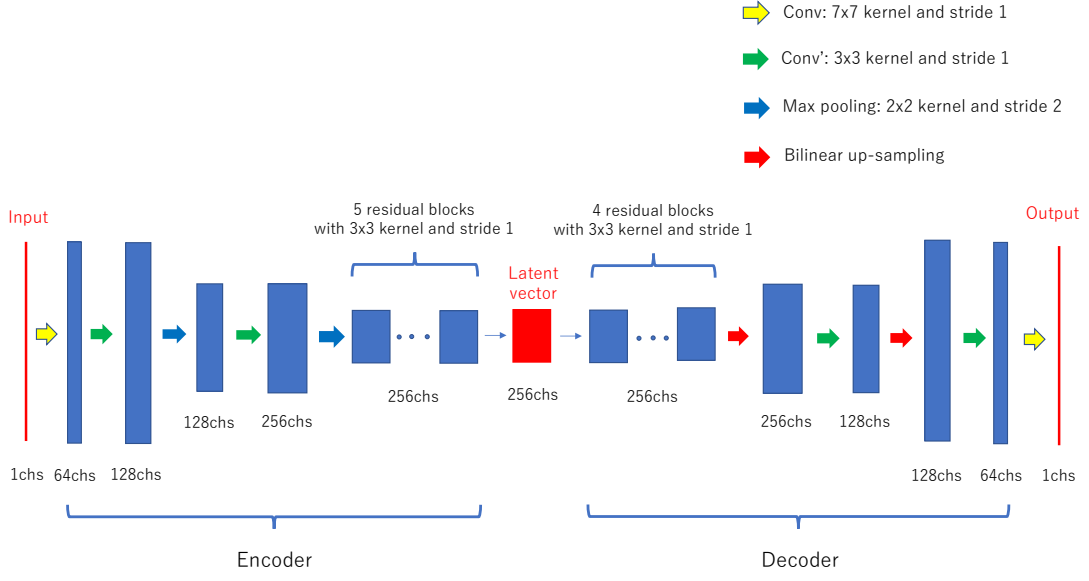 Conv: 7x7 kernel and stride 1
Conv’: 3x3 kernel and stride 1
Max pooling: 2x2 kernel and stride 2
Bilinear up-sampling
Input
5 residual blocks
with 3x3 kernel and stride 1
4 residual blocks
with 3x3 kernel and stride 1
Output
Latent
vector
1chs
64chs
128chs
128chs
256chs
256chs
256chs
256chs
256chs
128chs
128chs
64chs
1chs
Encoder
Decoder